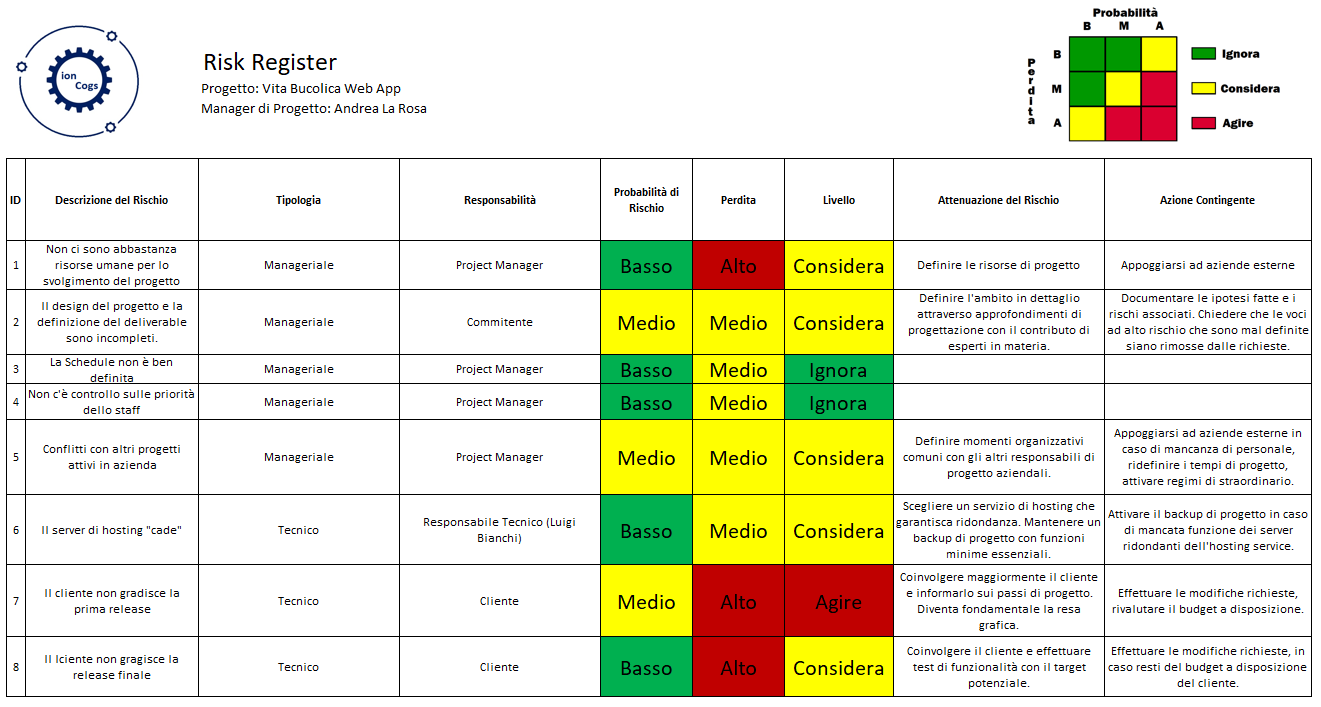 ion
Cogs
Risk Register
Progetto: Vita Bucolica Web App
Manager di Progetto: Andrea La Rosa
Probabilità
B M A
Perdita
B
M
A
Ignora
Considera
Agire
ID
Descrizione del Rischio
Tipologia
Responsabilità
Probabilità di
Rischio
Perdita
Livello
Attenuazione del Rischio
Azione Contingente
1
Non ci sono abbastanza
risorse umane per lo
svolgimento del progetto
Manageriale
Project Manager
Basso
Alto
Considera
Definire le risorse di progetto
Appoggiarsi ad aziende esterne
2
Il design del progetto e la
definizione del deliverable
sono incompleti.
Manageriale
Commitente
Medio
Medio
Considera
Definire l'ambito in dettaglio
attraverso approfondimenti di
progettazione con il contributo di
esperti in materia.
Documentare le ipotesi fatte e i
rischi associati. Chiedere che le voci
ad alto rischio che sono mal definite
siano rimosse dalle richieste.
3
La Schedule non è ben
definita
Manageriale
Project Manager
Basso
Medio
Ignora
4
Non c'è controllo sulle priorità
dello staff
Manageriale
Project Manager
Basso
Medio
Ignora
5
Conflitti con altri progetti
attivi in azienda
Manageriale
Project Manager
Medio
Medio
Considera
Definire momenti organizzativi
comuni con gli altri responsabili di
progetto aziendali.
Appoggiarsi ad aziende esterne in
caso di mancanza di personale,
ridefinire i tempi di progetto,
attivare regimi di straordinario.
6
Il server di hosting "cade"
Tecnico
Responsabile Tecnico (Luigi
Bianchi)
Basso
Medio
Considera
Scegliere un servizio di hosting che
garantisca ridondanza. Mantenere un
backup di progetto con funzioni
minime essenziali.
Attivare il backup di progetto in caso
di mancata funzione dei server
ridondanti dell'hosting service.
7
Il cliente non gradisce la
prima release
Tecnico
Cliente
Medio
Alto
Agire
Coinvolgere maggiormente il cliente
e informarlo sui passi di progetto.
Diventa fondamentale la resa
grafica.
Effettuare le modifiche richieste,
rivalutare il budget a disposizione.
8
Il lciente non gragisce la
release finale
Tecnico
Cliente
Basso
Alto
Considera
Coinvolgere il cliente e effettuare
test di funzionalità con il target
potenziale.
Effettuare le modifiche richieste, in
caso resti del budget a disposizione
del cliente.